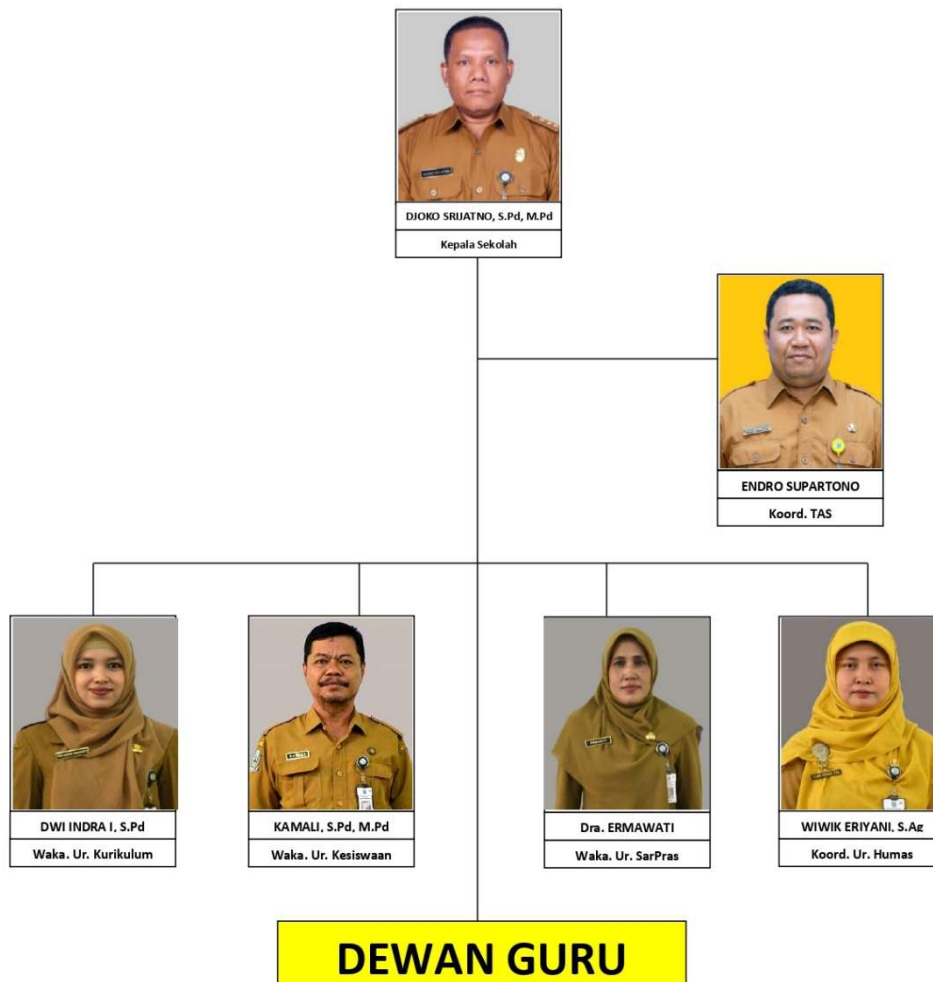 DJOKO SRIJATNO, S.Pd, M.Pd
Kepala Sekolah
ENDRO SUPARTONO
Koord. TAS
DWI INDRA I, S.Pd
Waka. Ur. Kurikulum
KAMALI, S.Pd, M.Pd
Waka. Ur. Kesiswaan
Dra. ERMAWATI
Waka. Ur. SarPras
WIWIK ERIYANI, S.Ag
Koord. Ur. Humas
DEWAN GURU